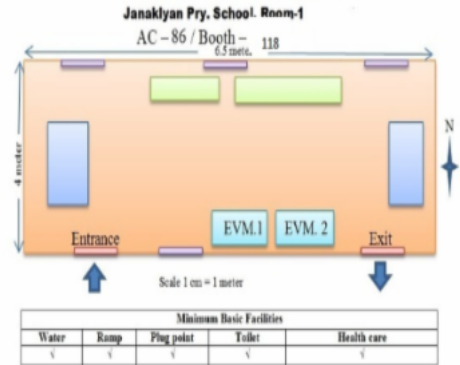 Janaklyan Pry. School. Room-1
AC – 86 / Booth – 118
6.5 mete.
4 meter
N
EVM.1 EVM. 2
Entrance Exit
Scale 1 cm = 1 meter
Minimum Basic Facilities
Water Ramp Plug point Toilet Health care
√ √ √ √ √